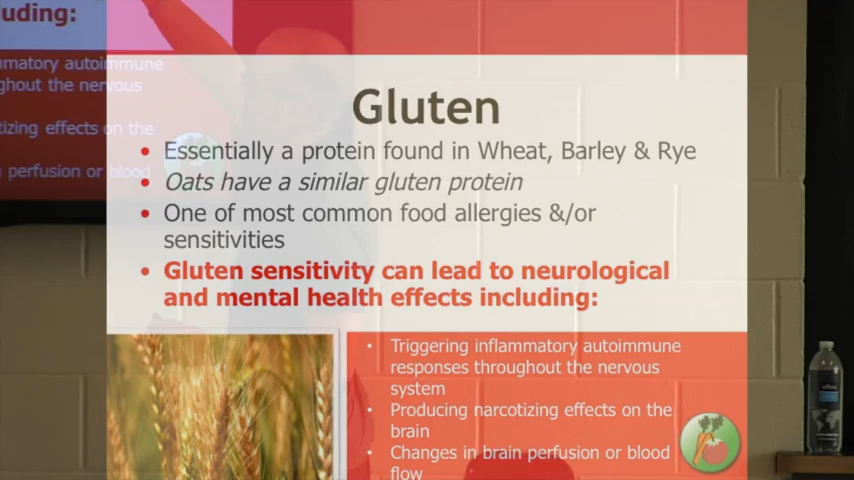 uding:
mmatory autoimmune
ghout the nervous
tizing effects on the
n perfusion or blood
Gluten
• Essentially a protein found in Wheat, Barley & Rye
• Oats have a similar gluten protein
• One of most common food allergies &/or
sensitivities
• Gluten sensitivity can lead to neurological
and mental health effects including:
• Triggering inflammatory autoimmune
responses throughout the nervous
system
• Producing narcotizing effects on the
brain
• Changes in brain perfusion or blood
flow